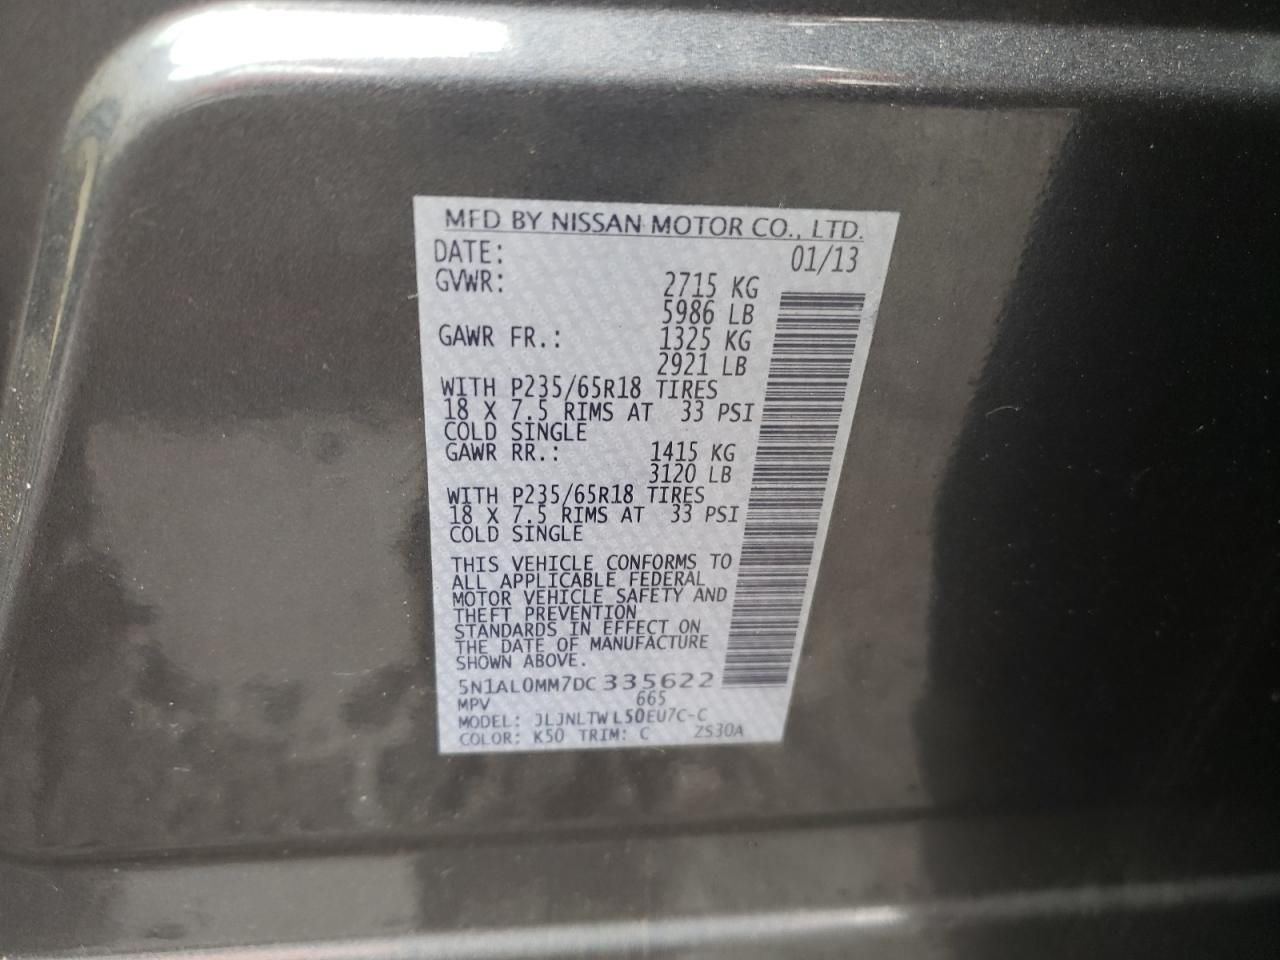 MFD BY NISSAN MOTOR CO., LTD.
DATE: 01/13
GVWR: 2715 KG
5986 LB
GAWR FR.: 1325 KG
2921 LB
WITH P235/65R18 TIRES
18 X 7.5 RIMS AT 33 PSI
COLD SINGLE
GAWR RR.: 1415 KG
3120 LB
WITH P235/65R18 TIRES
18 X 7.5 RIMS AT 33 PSI
COLD SINGLE
THIS VEHICLE CONFORMS TO
ALL APPLICABLE FEDERAL
MOTOR VEHICLE SAFETY AND
THEFT PREVENTION
STANDARDS IN EFFECT ON
THE DATE OF MANUFACTURE
SHOWN ABOVE.
5N1AL0MM7DC335622
MPV 665
MODEL: JLJNLTWL50EU7C-C
COLOR: K50 TRIM: C ZS30A